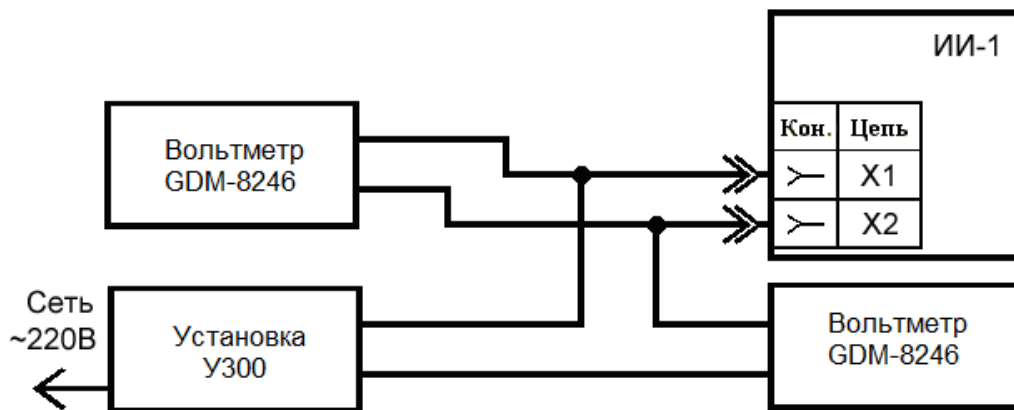 ИИ-1
Кон. Цепь
X1
X2
Вольтметр
GDM-8246
Сеть
~220В
Установка
У300
Вольтметр
GDM-8246